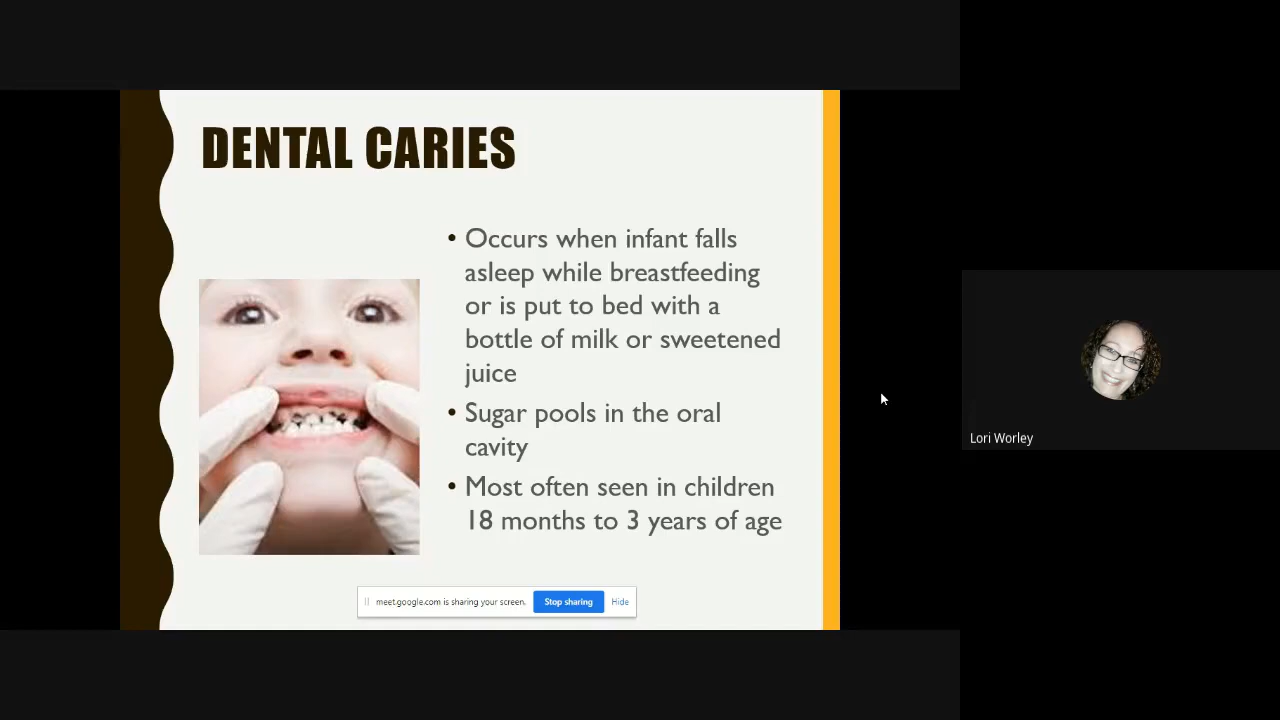 DENTAL CARIES
• Occurs when infant falls
asleep while breastfeeding
or is put to bed with a
bottle of milk or sweetened
juice
• Sugar pools in the oral
cavity
• Most often seen in children
18 months to 3 years of age
meet.google.com is sharing your screen. Stop sharing Hide
Lori Worley